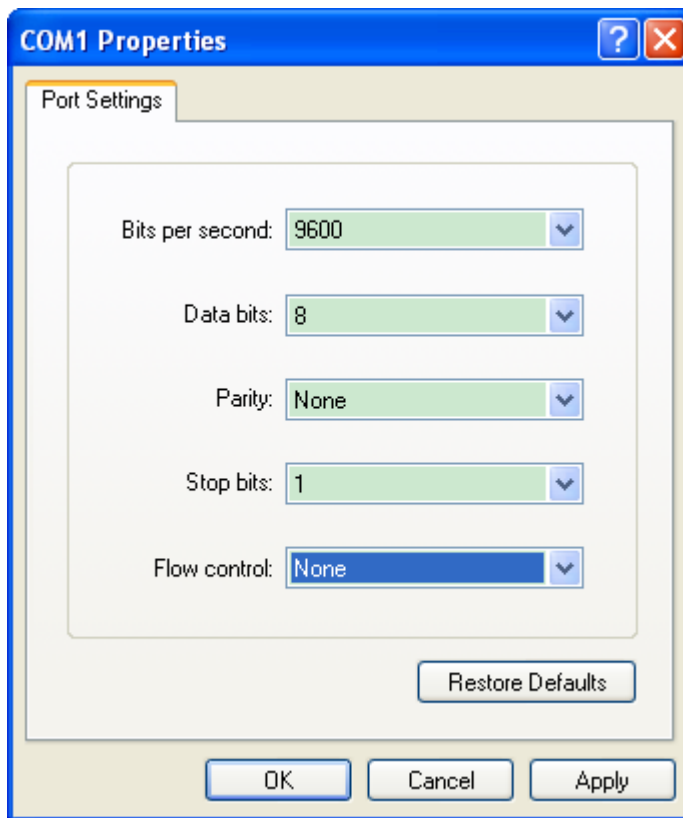 COM1 Properties
?
Port Settings
Bits per second: 9600
Data bits: 8
Parity: None
Stop bits: 1
Flow control: None
Restore Defaults
OK Cancel Apply